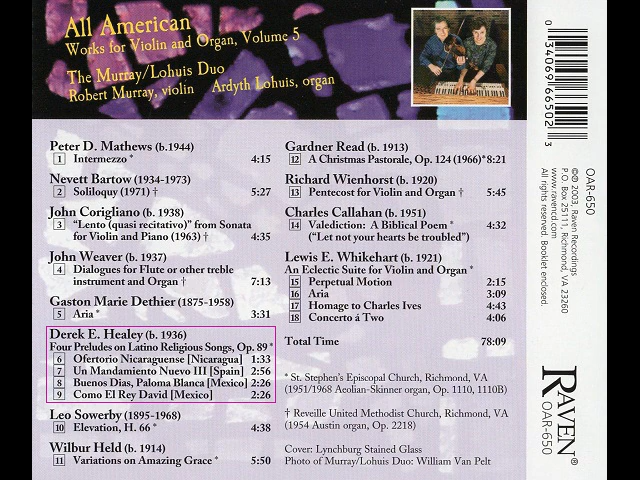 All American
Works for Violin and Organ, Volume 5
The Murray/Lohuis Duo
Robert Murray, violin Ardyth Lohuis, organ
Peter D. Mathews (b.1944)
1 Intermezzo * 4:15
Nevett Bartow (1934-1973)
2 Soliloquy (1971) † 5:27
John Corigliano (b. 1938)
3 “Lento (quasi recitativo)” from Sonata
for Violin and Piano (1963) † 4:35
John Weaver (b. 1937)
4 Dialogues for Flute or other treble
instrument and Organ † 7:13
Gaston Marie Dethier (1875-1958)
5 Aria * 3:31
Derek E. Healey (b. 1936)
Four Preludes on Latino Religious Songs, Op. 89 *
6 Ofertorio Nicaraguense [Nicaragua] 1:33
7 Un Mandamiento Nuevo III [Spain] 2:56
8 Buenos Dias, Paloma Blanca [Mexico] 2:26
9 Como El Rey David [Mexico] 2:26
Leo Sowerby (1895-1968)
10 Elevation, H. 66 * 4:38
Wilbur Held (b. 1914)
11 Variations on Amazing Grace * 5:50
Gardner Read (b. 1913)
12 A Christmas Pastorale, Op. 124 (1966) * 8:21
Richard Wienhorst (b. 1920)
13 Pentecost for Violin and Organ † 5:45
Charles Callahan (b. 1951)
14 Valediction: A Biblical Poem * 4:32
(“Let not your hearts be troubled”)
Lewis E. Whikehart (b. 1921)
An Eclectic Suite for Violin and Organ *
15 Perpetual Motion 2:15
16 Aria 3:09
17 Homage to Charles Ives 4:43
18 Concerto á Two 4:06
Total Time 78:09
* St. Stephen's Episcopal Church, Richmond, VA
(1951/1968 Aeolian-Skinner organ, Op. 1110, 1110B)
† Reveille United Methodist Church, Richmond, VA
(1954 Austin organ, Op. 2218)
Cover: Lynchburg Stained Glass
Photo of Murray/Lohuis Duo: William Van Pelt
0 34069 66502 3
OAR-650
©℗ 2003, Raven Recordings
P.O. Box 25111, Richmond, VA 23260
www.ravencd.com
All rights reserved. Booklet enclosed.
RAVEN®
OAR-650